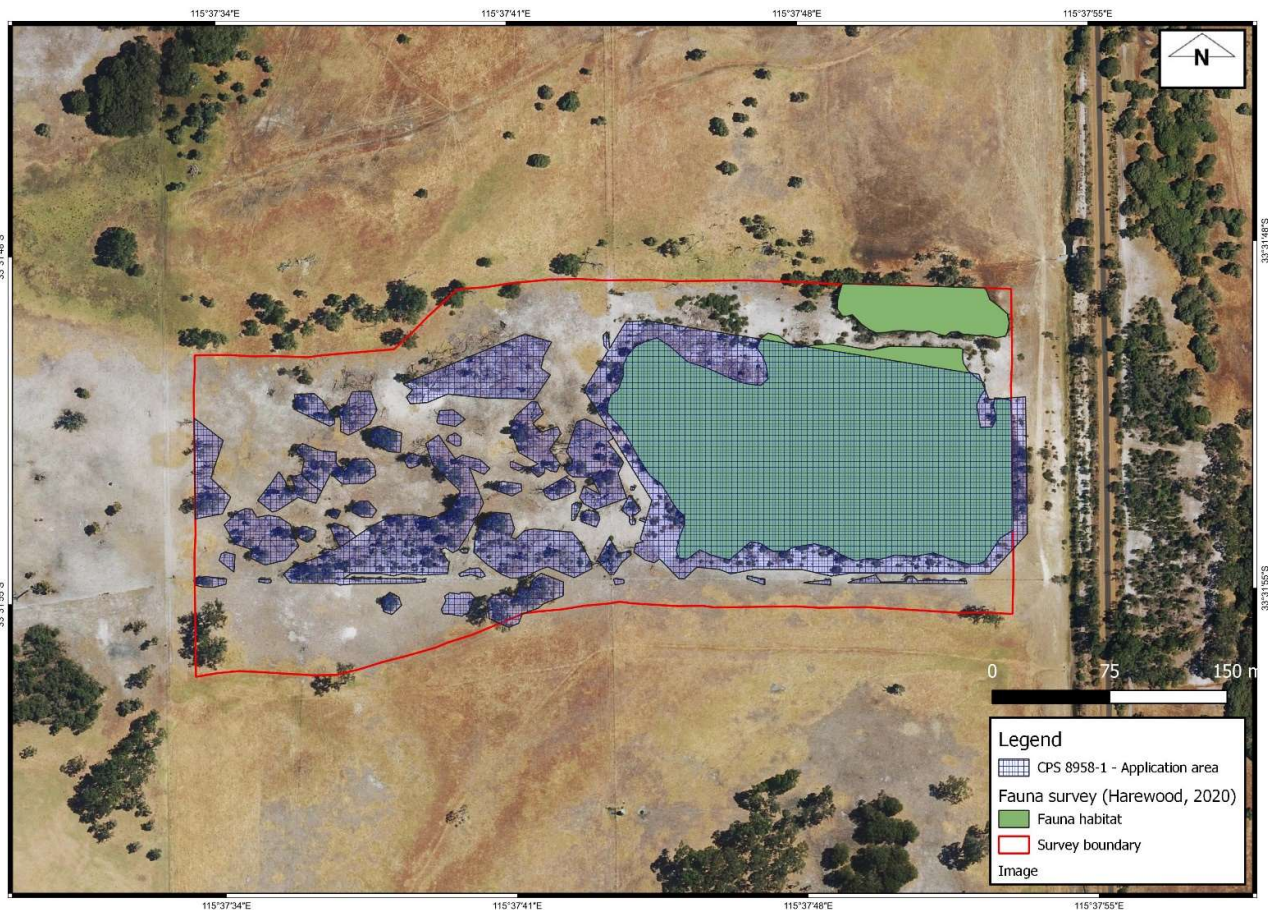 115°37'34"E 115°37'41"E 115°37'48"E 115°37'55"E
N
33°31'48"S
33°31'55"S
0 75 150 m
Legend
CPS 8958-1 - Application area
Fauna survey (Harewood, 2020)
Fauna habitat
Survey boundary
Image
115°37'34"E 115°37'41"E 115°37'48"E 115°37'55"E